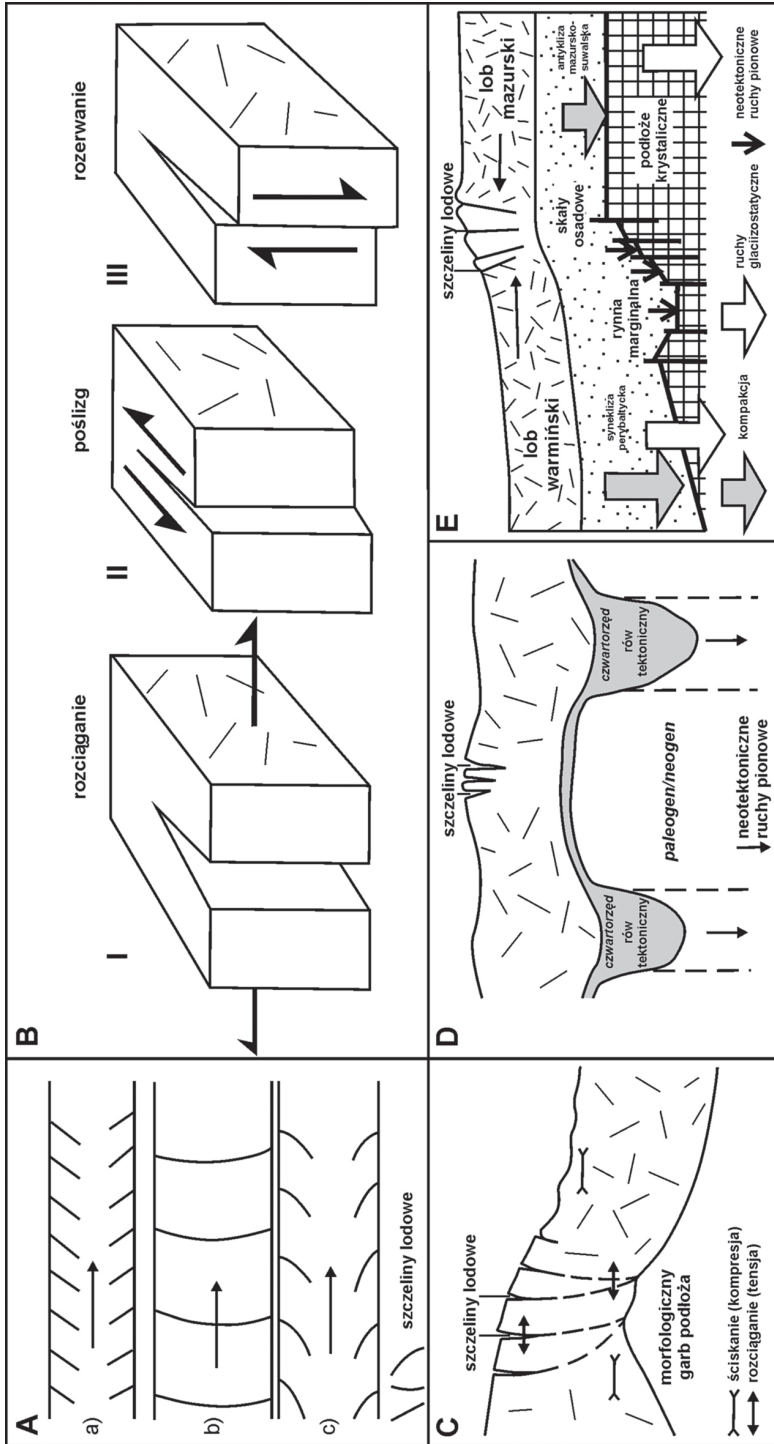 A
a)
b)
c)
szczeliny lodowe
B
I
rozciąganie
II
poślizg
III
rozerwanie
C
szczeliny lodowe
morfologiczny
garb podłoża
ściskanie (kompresja)
rozciąganie (tensja)
D
szczeliny lodowe
czwartorzęd
rów
tektoniczny
czwartorzęd
rów
tektoniczny
paleogen/neogen
neotektoniczne
ruchy pionowe
E
szczeliny lodowe
lob
warmiński
lob
mazurski
skały
osadowe
synekliza
perybałtycka
rynna
marginalna
antykliza
mazursko-
suwalska
podłoże
krystaliczne
kompakcja
ruchy
glaciizostatyczne
neotektoniczne
ruchy pionowe